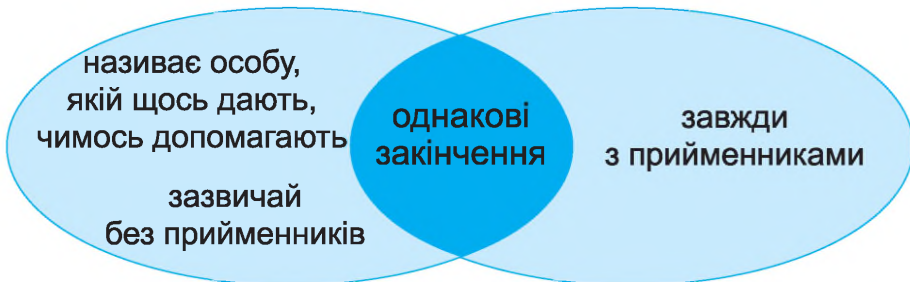 називає особу,
якій щось дають,
чимось допомагають
зазвичай
без прийменників
однакові
закінчення
завжди
з прийменниками